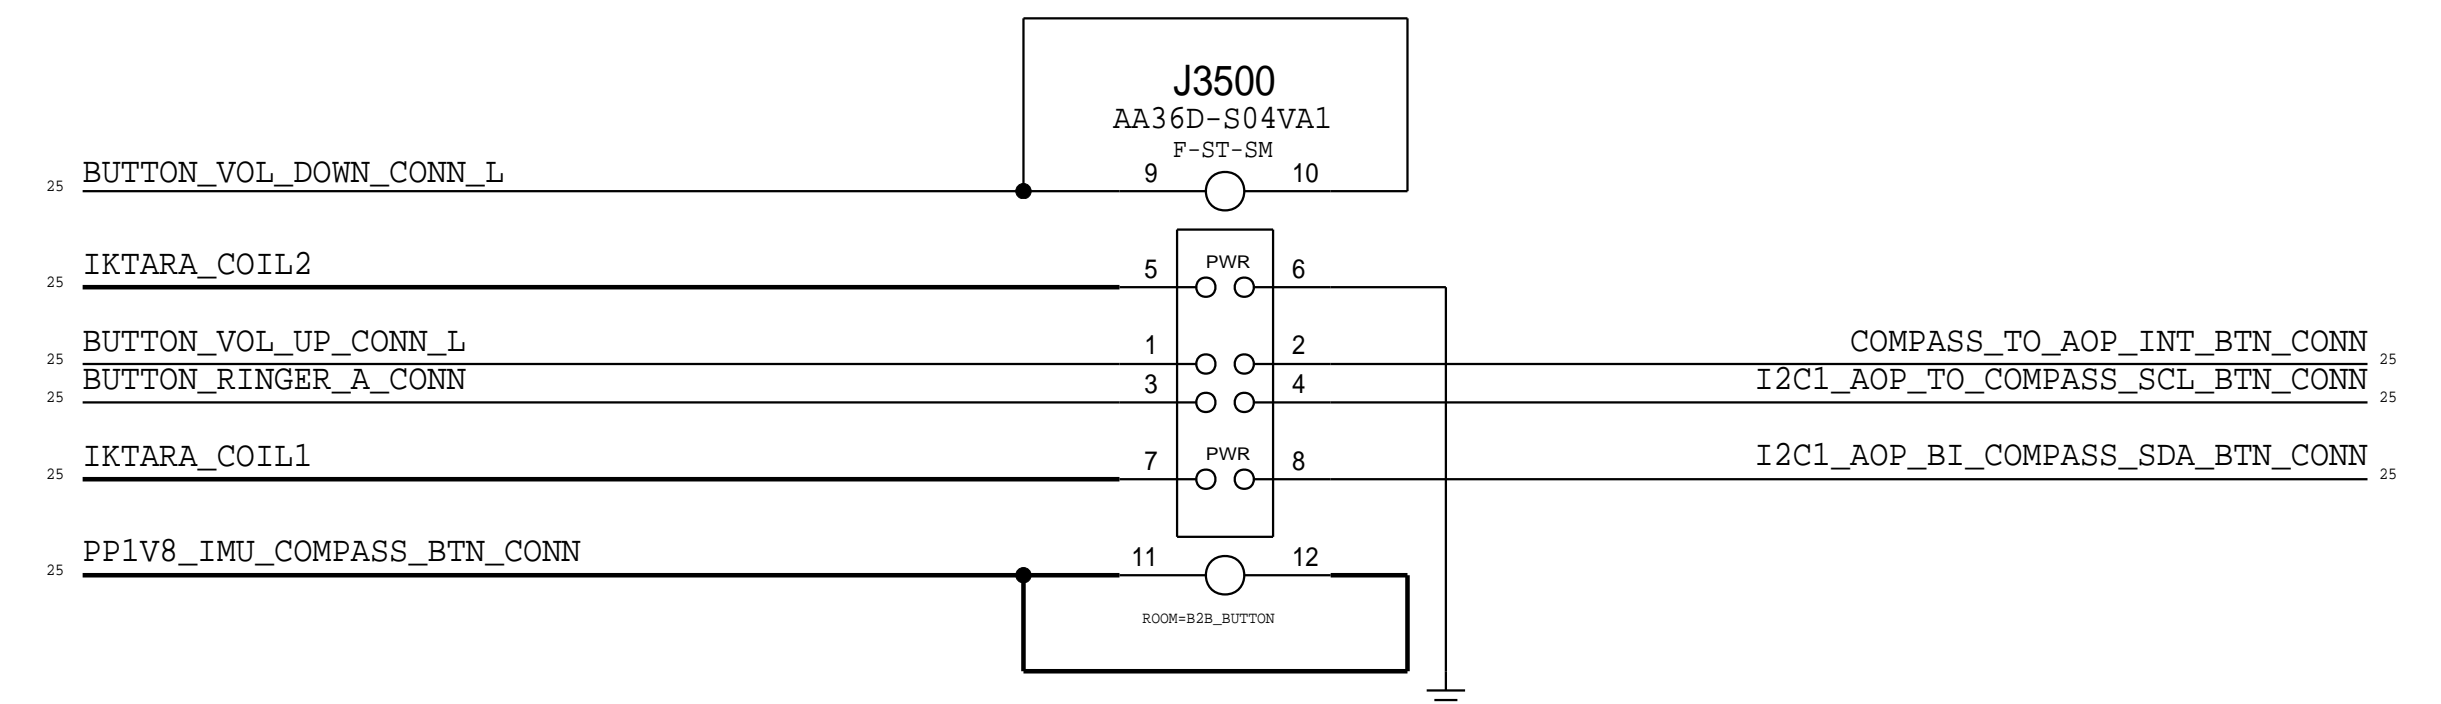 J3500
AA36D-S04VA1
F-ST-SM
25 BUTTON_VOL_DOWN_CONN_L 9 10
25 IKTARA_COIL2 5 PWR 6
25 BUTTON_VOL_UP_CONN_L 1 2 COMPASS_TO_AOP_INT_BTN_CONN 25
25 BUTTON_RINGER_A_CONN 3 4 I2C1_AOP_TO_COMPASS_SCL_BTN_CONN 25
25 IKTARA_COIL1 7 PWR 8 I2C1_AOP_BI_COMPASS_SDA_BTN_CONN 25
25 PP1V8_IMU_COMPASS_BTN_CONN 11 12
ROOM=B2B_BUTTON